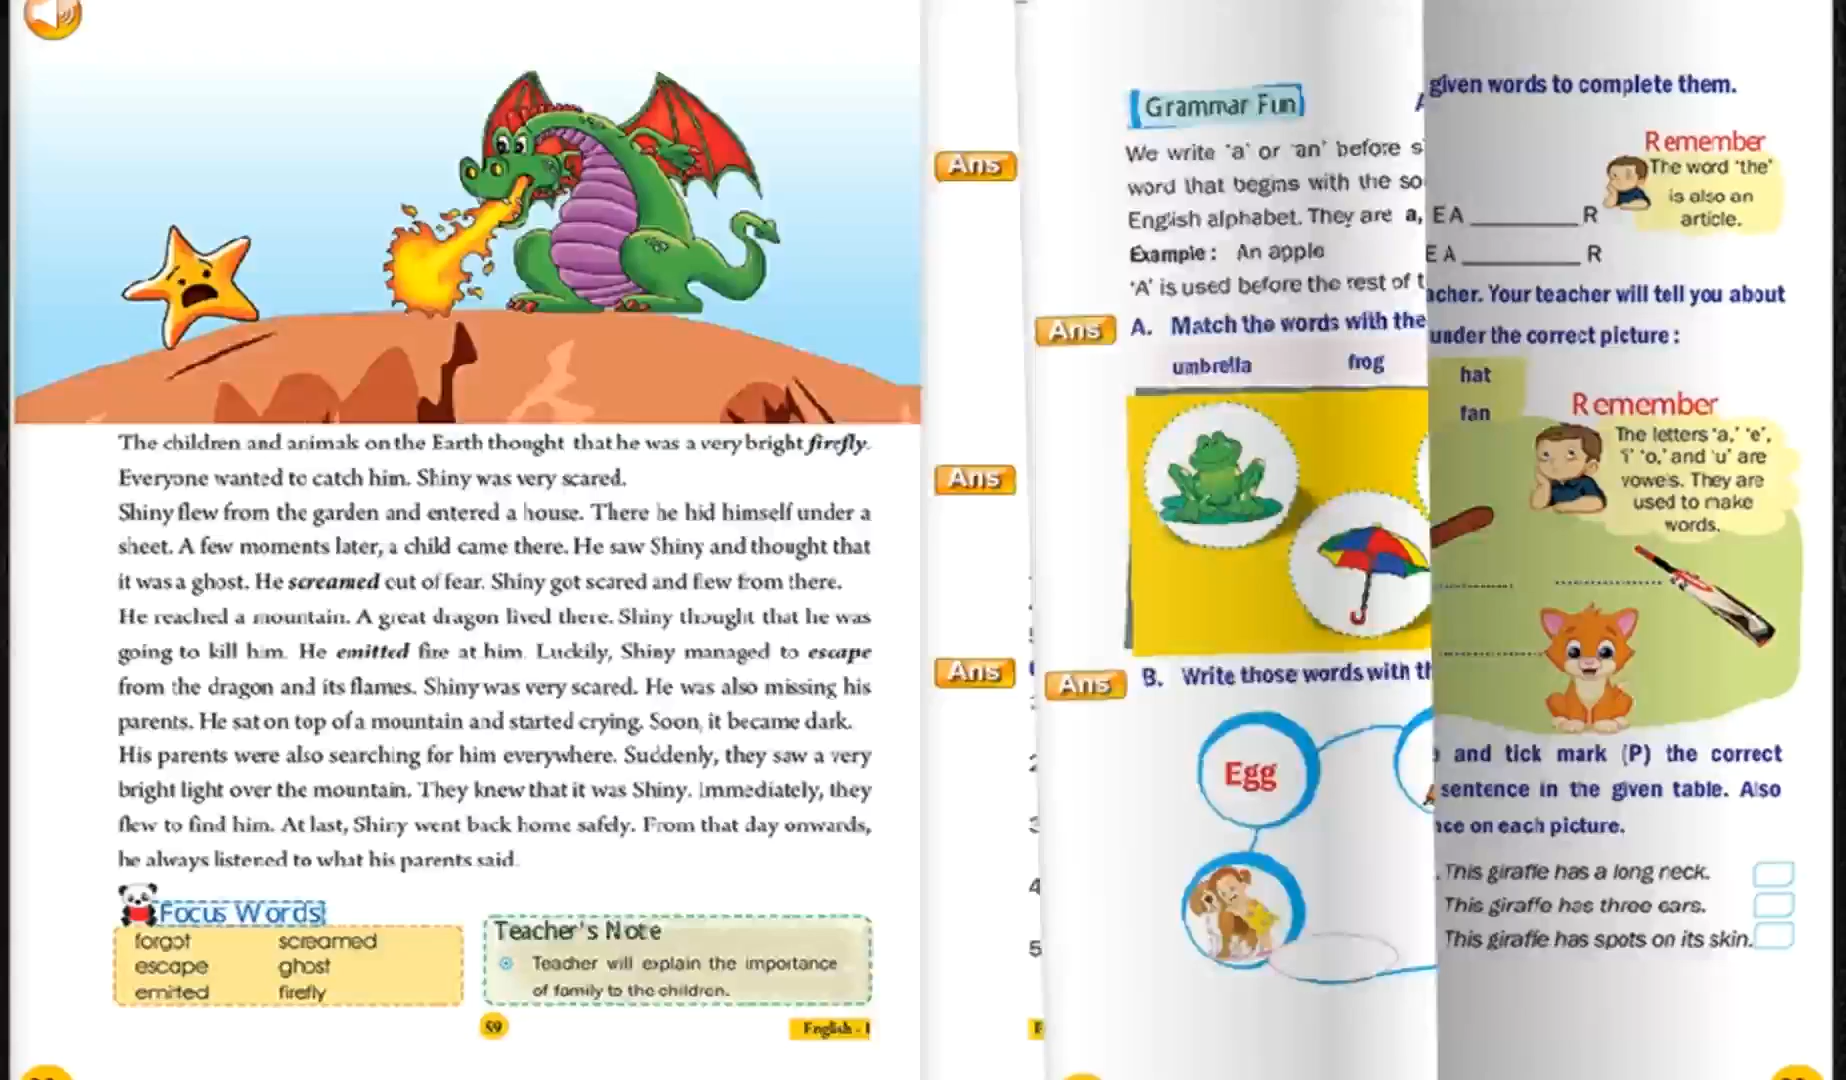 The children and animals on the Earth thought that he was a very bright firefly.
Everyone wanted to catch him. Shiny was very scared.
Shiny flew from the garden and entered a house. There he hid himself under a
sheet. A few moments later, a child came there. He saw Shiny and thought that
it was a ghost. He screamed out of fear. Shiny got scared and flew from there.
He reached a mountain. A great dragon lived there. Shiny thought that he was
going to kill him. He emitted fire at him. Luckily, Shiny managed to escape
from the dragon and its flames. Shiny was very scared. He was also missing his
parents. He sat on top of a mountain and started crying. Soon, it became dark.
His parents were also searching for him everywhere. Suddenly, they saw a very
bright light over the mountain. They knew that it was Shiny. Immediately, they
flew to find him. At last, Shiny went back home safely. From that day onwards,
he always listened to what his parents said.
Focus Words
forgot screamed
escape ghost
emitted firefly
Teacher's Note
Teacher will explain the importance
of family to the children.
59
English - 1
Ans
Ans
Ans
2
3
4
5
Grammar Fun
We write 'a' or 'an' before s
word that begins with the so
English alphabet. They are a,
Example : An apple
'A' is used before the rest of t
Ans
A. Match the words with the
umbrella frog
Ans
B. Write those words with th
Egg
given words to complete them.
Remember
The word 'the'
is also an
article.
E A R
E A R
acher. Your teacher will tell you about
under the correct picture :
hat
fan
Remember
The letters 'a,' 'e',
'i' 'o,' and 'u' are
vowels. They are
used to make
words.
and tick mark (P) the correct
sentence in the given table. Also
nce on each picture.
This giraffe has a long neck.
This giraffe has three ears.
This giraffe has spots on its skin.